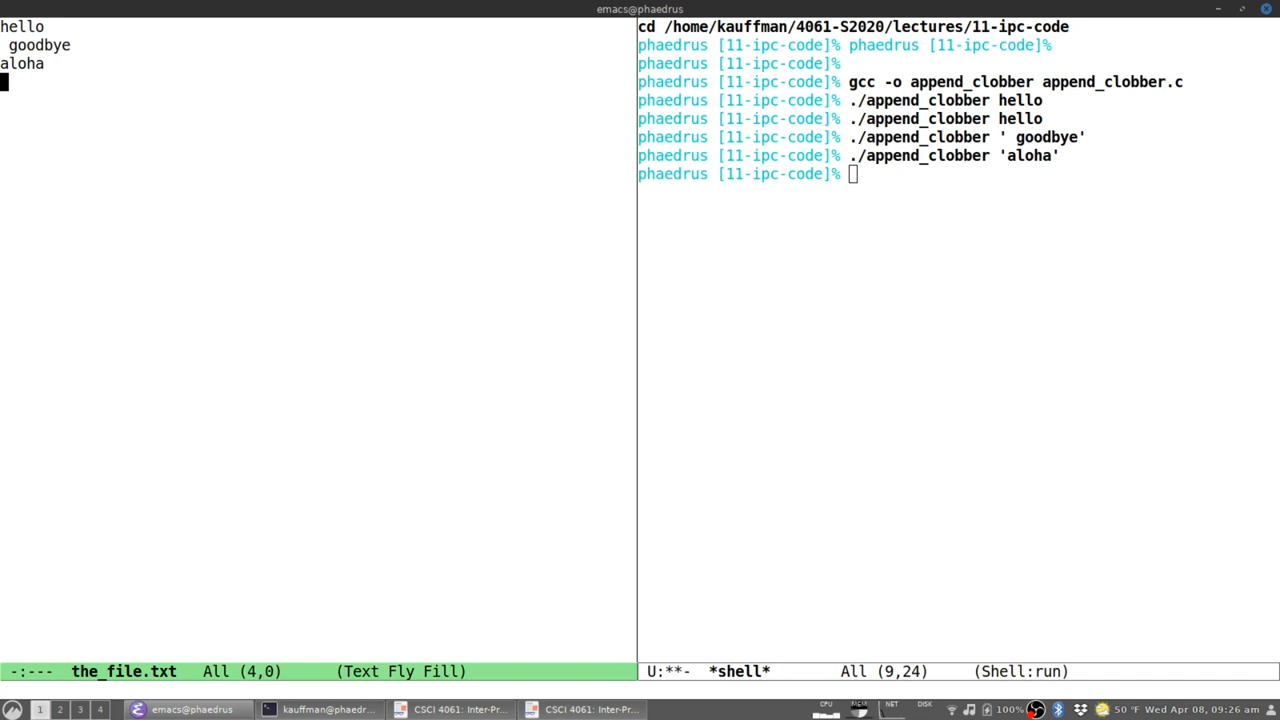 emacs@phaedrus
hello
 goodbye
aloha
cd /home/kauffman/4061-S2020/lectures/11-ipc-code
phaedrus [11-ipc-code]% phaedrus [11-ipc-code]%
phaedrus [11-ipc-code]%
phaedrus [11-ipc-code]% gcc -o append_clobber append_clobber.c
phaedrus [11-ipc-code]% ./append_clobber hello
phaedrus [11-ipc-code]% ./append_clobber hello
phaedrus [11-ipc-code]% ./append_clobber ' goodbye'
phaedrus [11-ipc-code]% ./append_clobber 'aloha'
phaedrus [11-ipc-code]%
-:--- the_file.txt All (4,0) (Text Fly Fill)
U:**- *shell* All (9,24) (Shell:run)
1 2 3 4 emacs@phaedrus kauffman@phaedr... CSCI 4061: Inter-Pr... CSCI 4061: Inter-Pr... CPU MEM NET DISK 100% 50 °F Wed Apr 08, 09:26 am